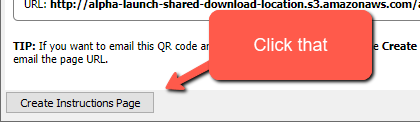 URL: http://alpha-launch-shared-download-location.s3.amazonaws.com/a
TIP: If you want to email this QR code an
Click that
e Create
email the page URL.
Create Instructions Page